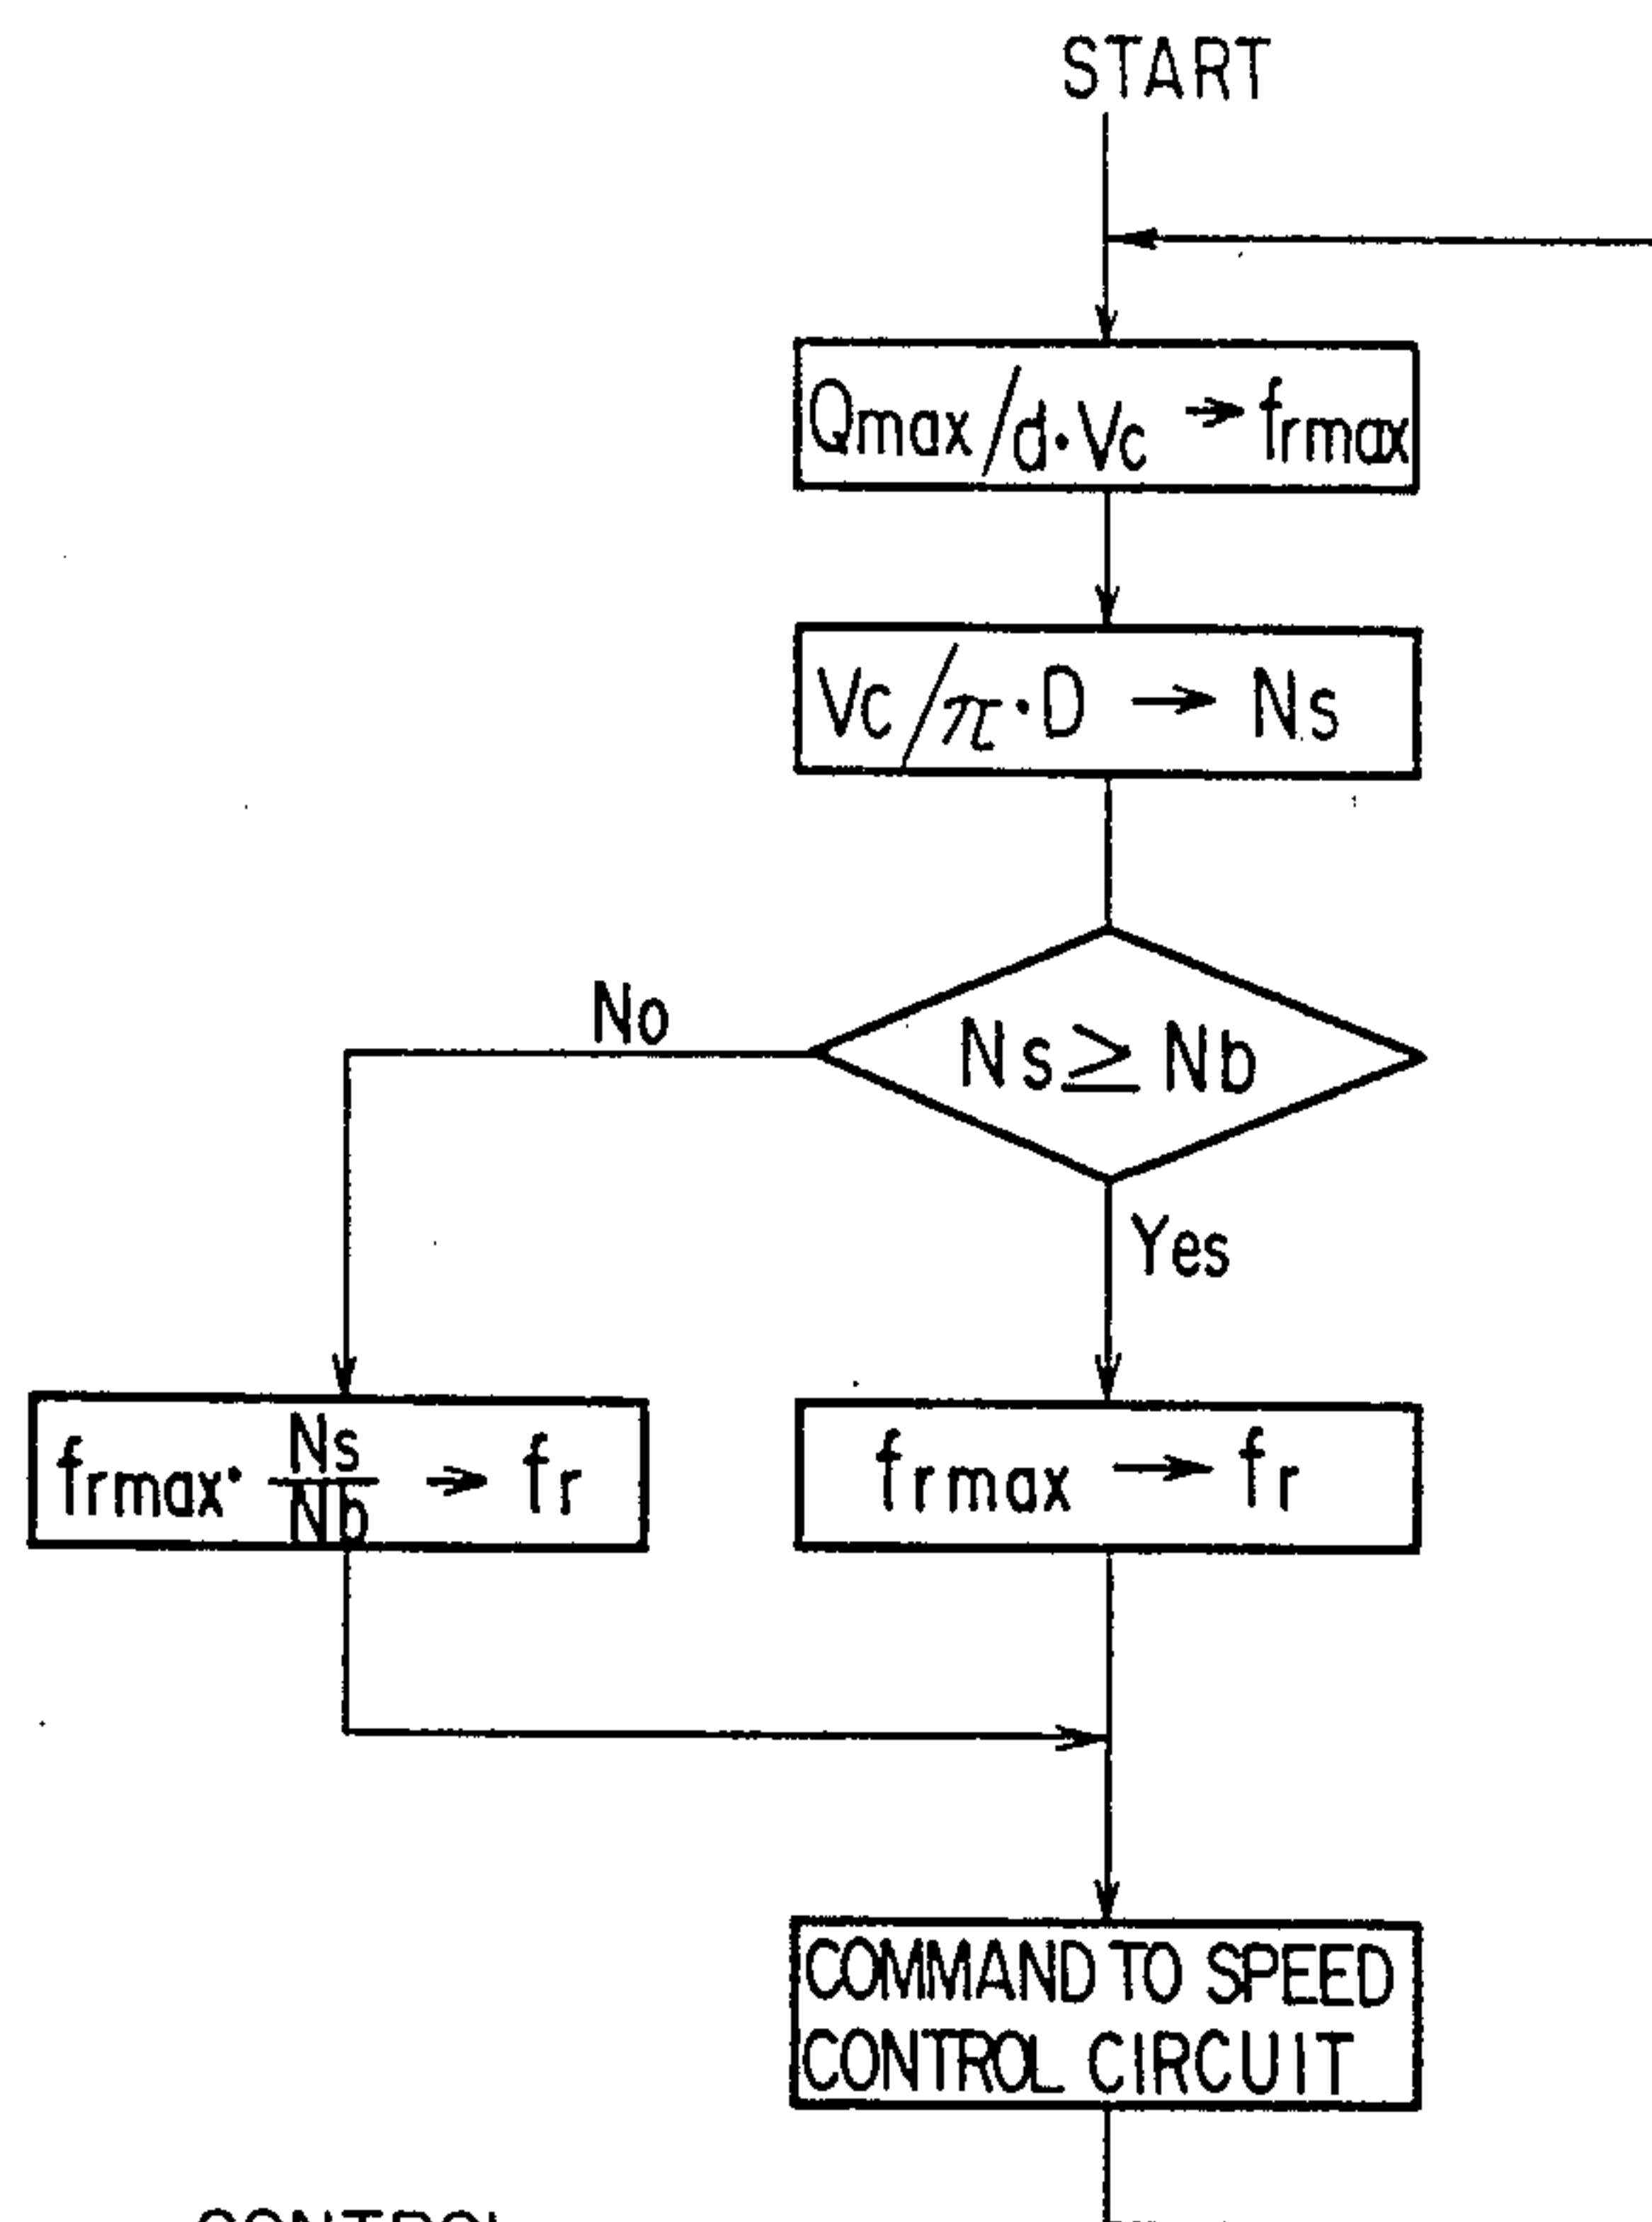 START
Qmax/d·Vc → frmax
Vc/π·D → Ns
No
Ns ≥ Nb
Yes
frmax· Ns/Nb → fr
frmax → fr
COMMAND TO SPEED
CONTROL CIRCUIT
CONTROL